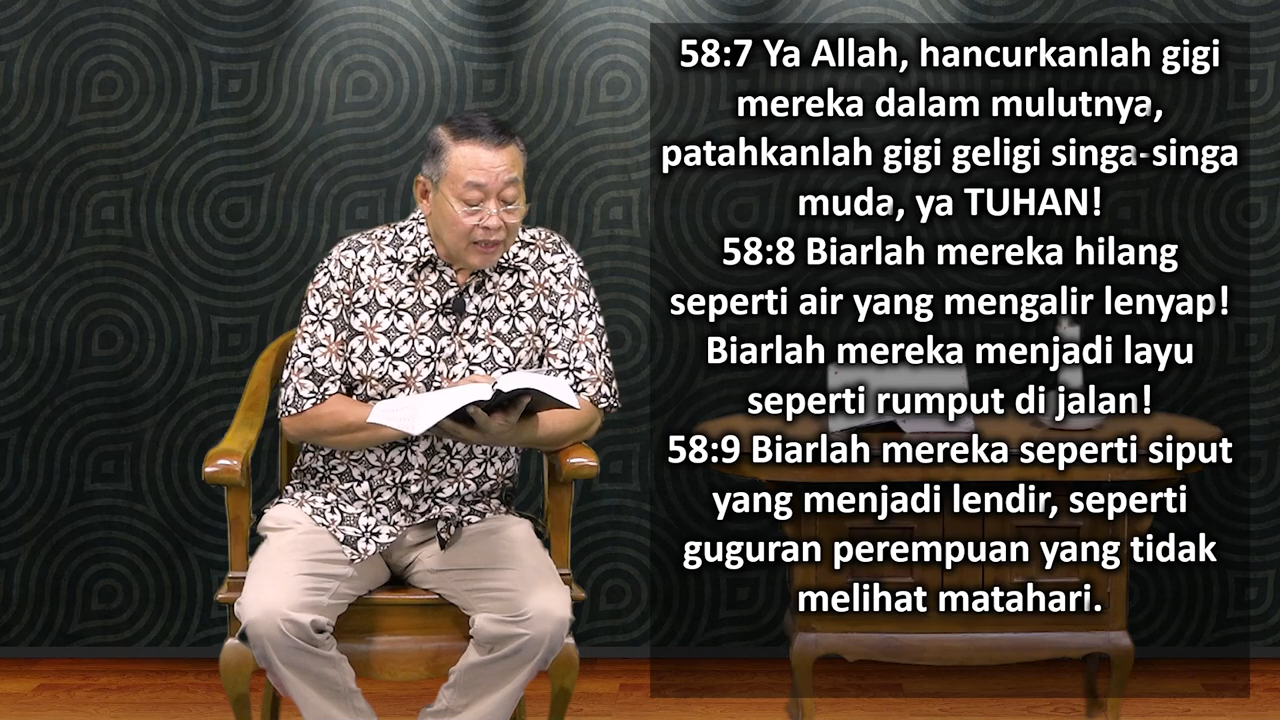 58:7 Ya Allah, hancurkanlah gigi
mereka dalam mulutnya,
patahkanlah gigi geligi singa-singa
muda, ya TUHAN!
58:8 Biarlah mereka hilang
seperti air yang mengalir lenyap!
Biarlah mereka menjadi layu
seperti rumput di jalan!
58:9 Biarlah mereka seperti siput
yang menjadi lendir, seperti
guguran perempuan yang tidak
melihat matahari.